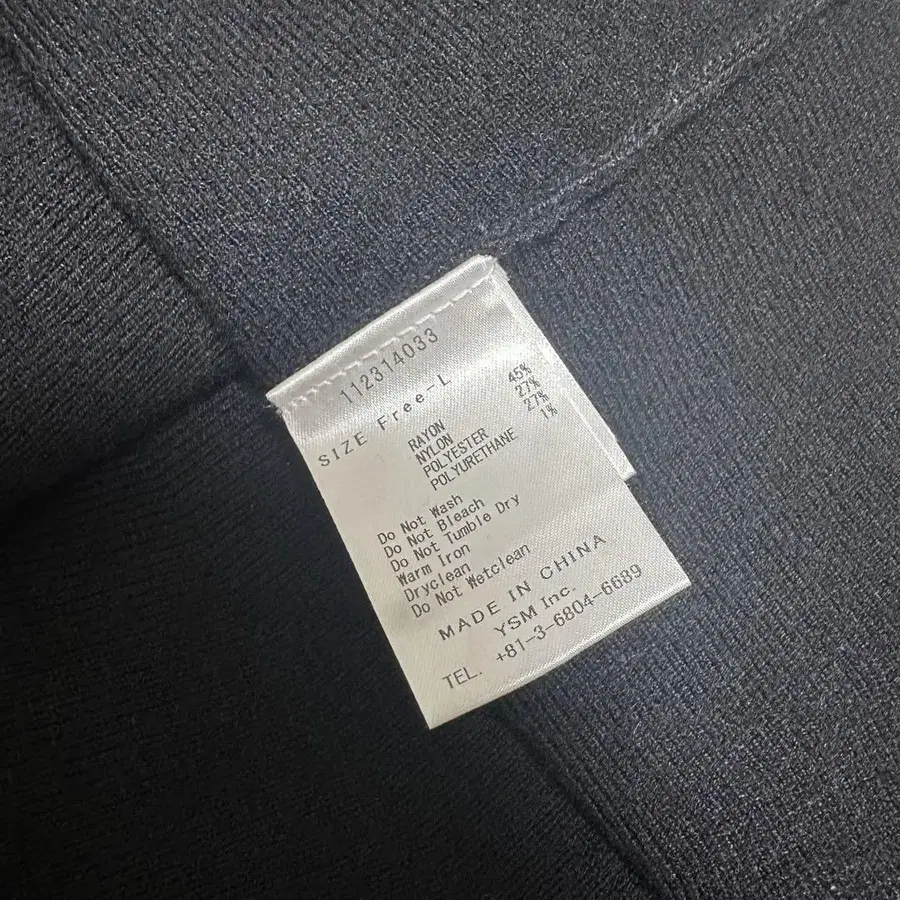 112314033
SIZE Free-L
RAYON 45%
NYLON 27%
POLYESTER 27%
POLYURETHANE 1%
Do Not Wash
Do Not Bleach
Do Not Tumble Dry
Warm Iron
Dryclean
Do Not Wetclean
MADE IN CHINA
YSM Inc.
TEL. +81-3-6804-6689